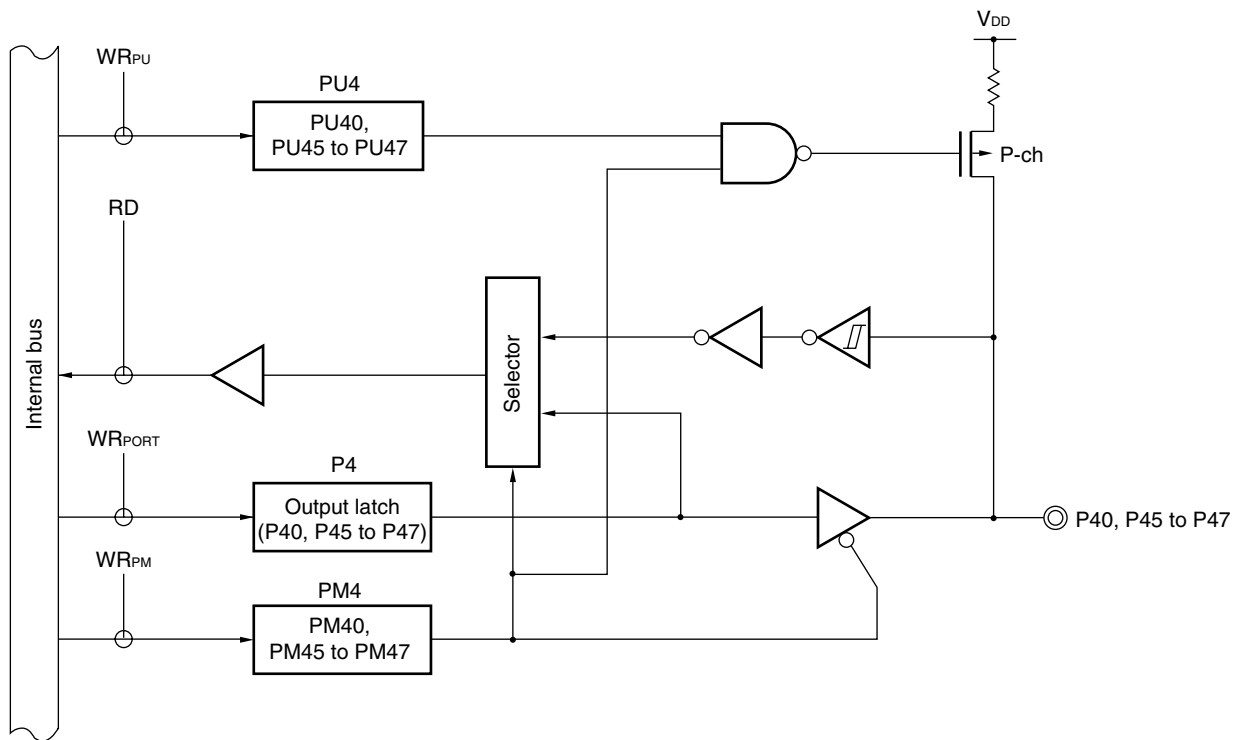 VDD
WRPU
PU4
PU40,
PU45 to PU47
P-ch
RD
Internal bus
Selector
WRPORT
P4
Output latch
(P40, P45 to P47)
P40, P45 to P47
WRPM
PM4
PM40,
PM45 to PM47